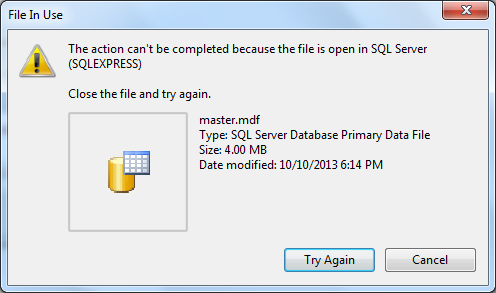 File In Use
The action can't be completed because the file is open in SQL Server
(SQLEXPRESS)
Close the file and try again.
master.mdf
Type: SQL Server Database Primary Data File
Size: 4.00 MB
Date modified: 10/10/2013 6:14 PM
Try Again
Cancel